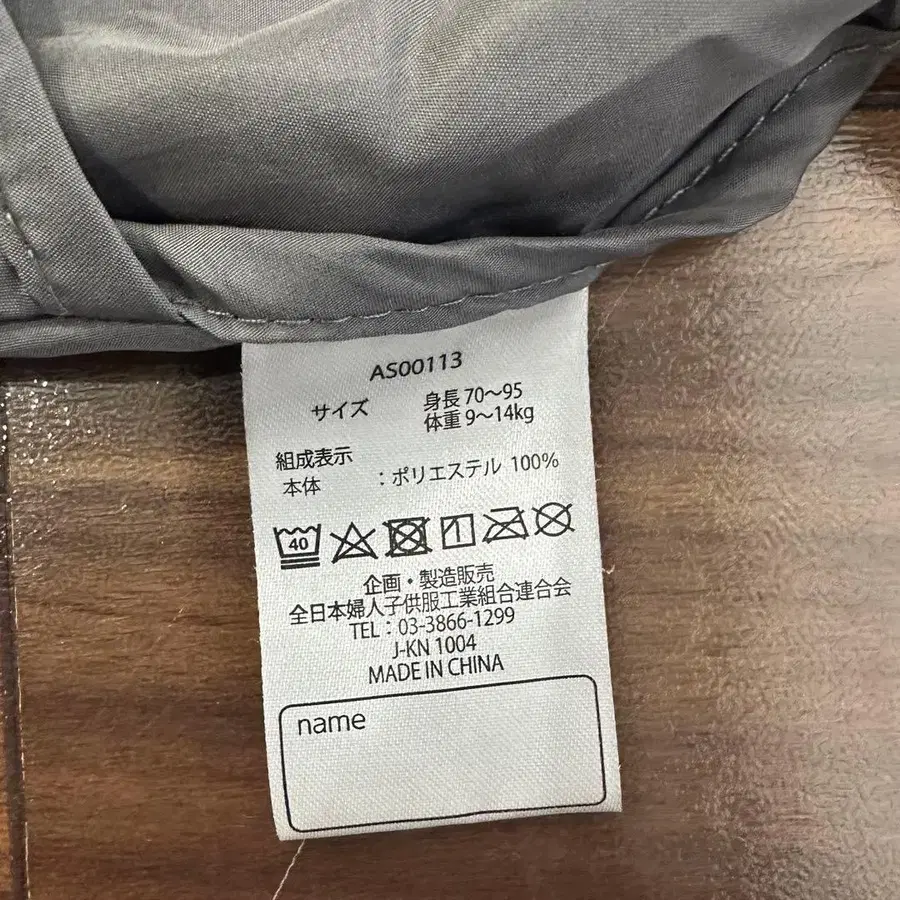 AS00113
サイズ 身長 70〜95
体重 9〜14kg
組成表示
本体 : ポリエステル 100%
40
企画・製造販売
全日本婦人子供服工業組合連合会
TEL : 03-3866-1299
J-KN 1004
MADE IN CHINA
name